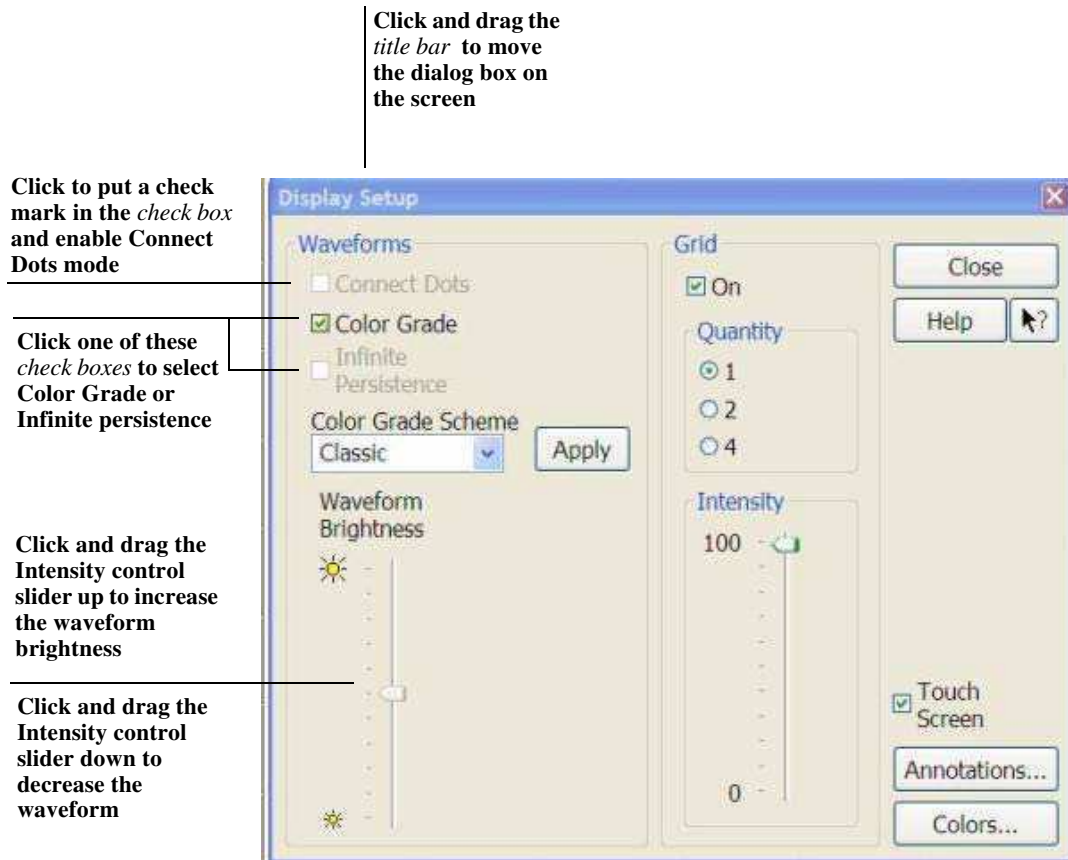 Click and drag the
title bar to move
the dialog box on
the screen
Click to put a check
mark in the check box
and enable Connect
Dots mode
Click one of these
check boxes to select
Color Grade or
Infinite persistence
Click and drag the
Intensity control
slider up to increase
the waveform
brightness
Click and drag the
Intensity control
slider down to
decrease the
waveform
Display Setup
Waveforms
Connect Dots
Color Grade
Infinite
Persistence
Color Grade Scheme
Classic
Apply
Waveform
Brightness
Grid
On
Quantity
1
2
4
Intensity
100
0
Close
Help
?
Touch
Screen
Annotations...
Colors...